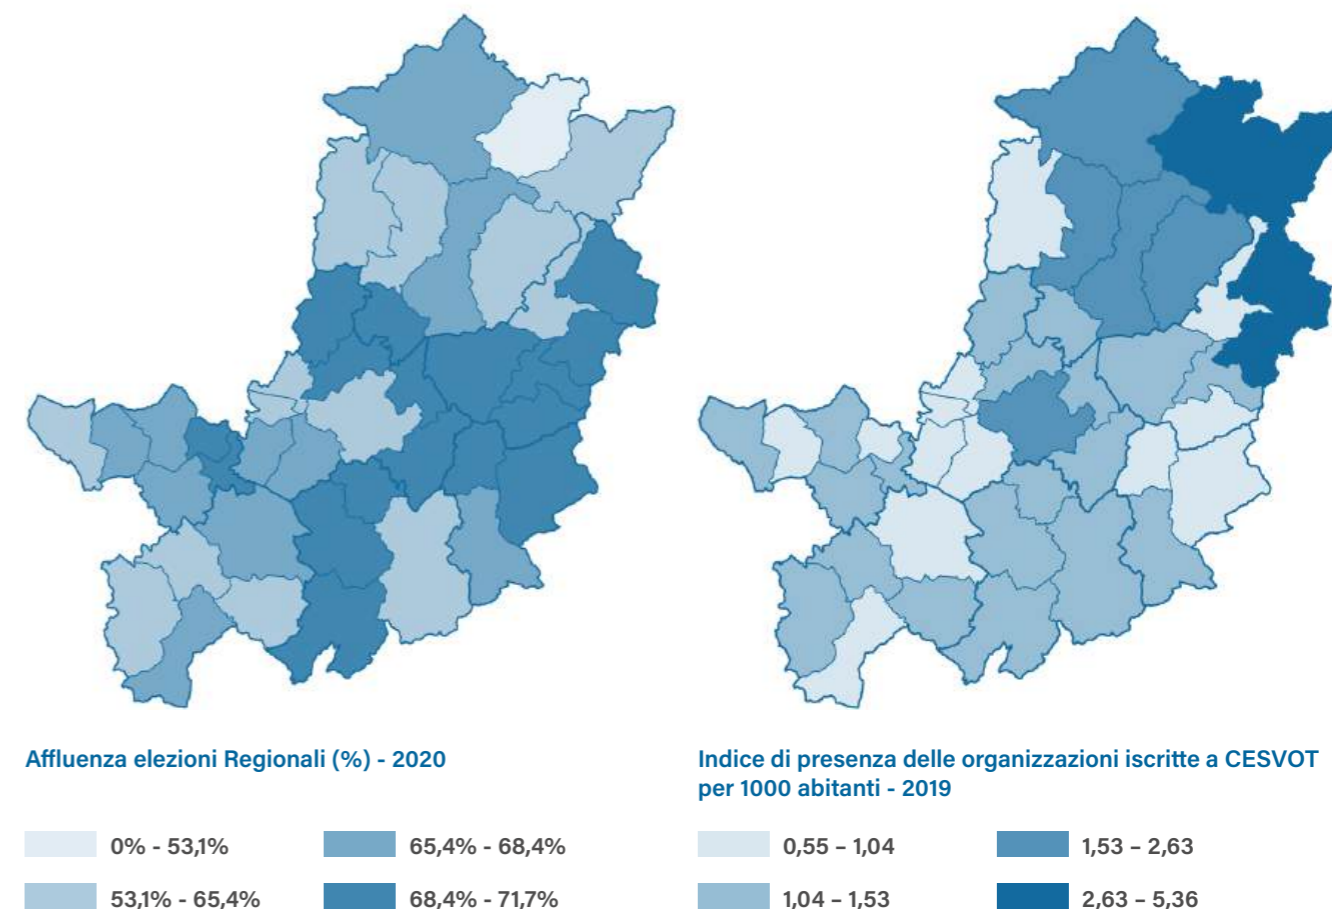 Affluenza elezioni Regionali (%) - 2020
0% - 53,1%
65,4% - 68,4%
53,1% - 65,4%
68,4% - 71,7%
Indice di presenza delle organizzazioni iscritte a CESVOT
per 1000 abitanti - 2019
0,55 – 1,04
1,53 – 2,63
1,04 – 1,53
2,63 – 5,36